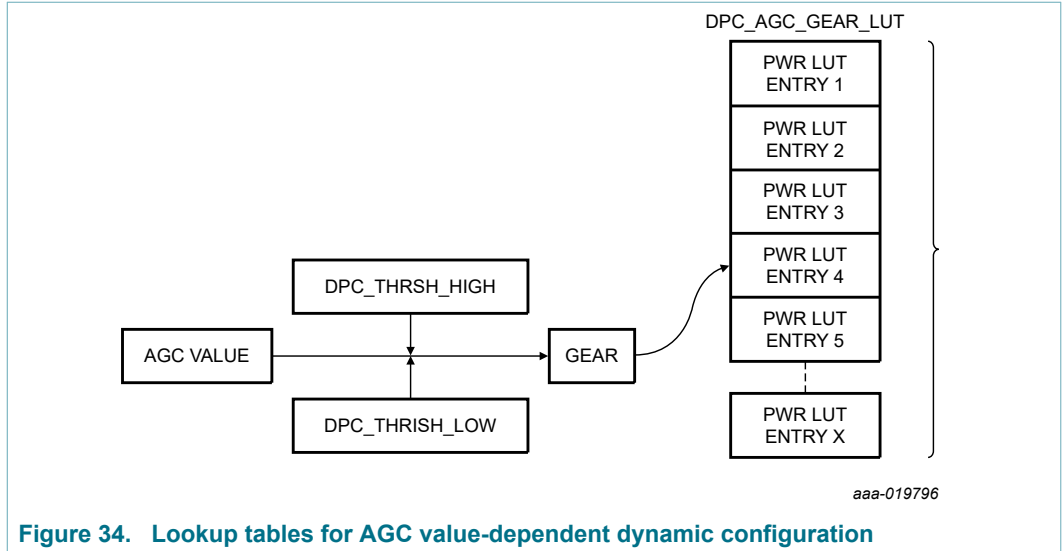 DPC_AGC_GEAR_LUT
PWR LUT
ENTRY 1
PWR LUT
ENTRY 2
PWR LUT
ENTRY 3
PWR LUT
ENTRY 4
PWR LUT
ENTRY 5
PWR LUT
ENTRY X
DPC_THRSH_HIGH
AGC VALUE
GEAR
DPC_THRISH_LOW
aaa-019796
Figure 34. Lookup tables for AGC value-dependent dynamic configuration